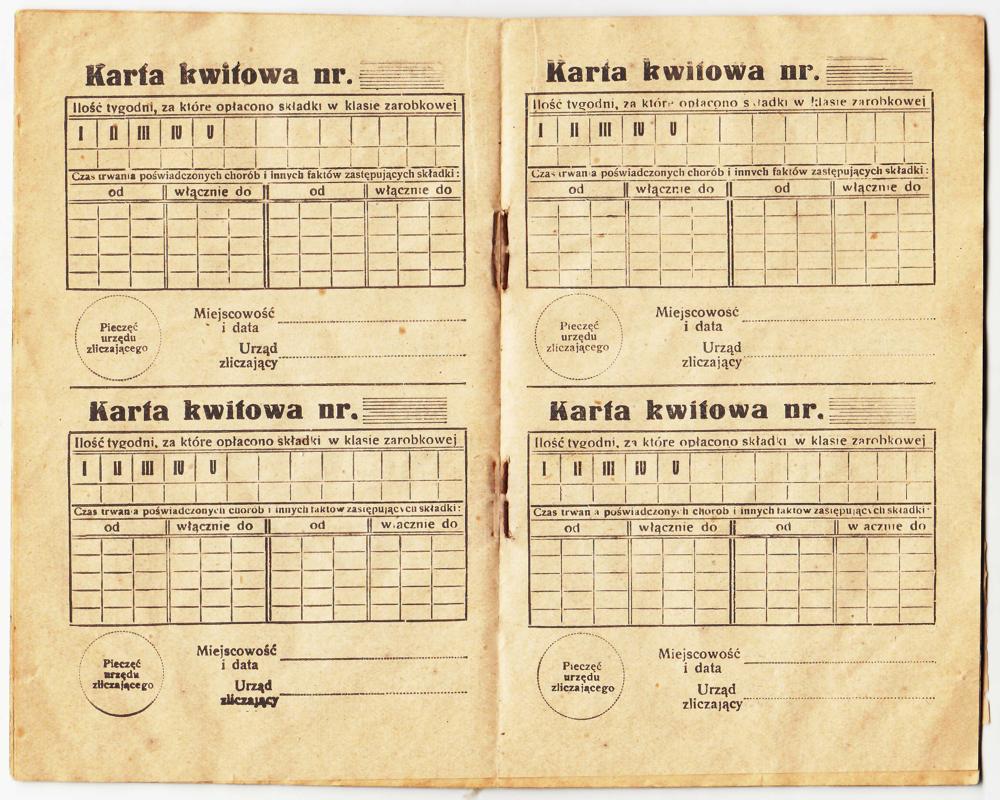 Karta kwitowa nr.
Ilość tygodni, za które opłacono składki w klasie zarobkowej
I II III IV V
Czas trwania poświadczonych chorób i innych faktów zastępujących składki:
od włącznie do od włącznie do
Pieczęć
urzędu
zliczającego
Miejscowość
i data
Urząd
zliczający
Karta kwitowa nr.
Ilość tygodni, za które opłacono składki w klasie zarobkowej
I II III IV V
Czas trwania poświadczonych chorób i innych faktów zastępujących składki:
od włącznie do od włącznie do
Pieczęć
urzędu
zliczającego
Miejscowość
i data
Urząd
zliczający
Karta kwitowa nr.
Ilość tygodni, za które opłacono składki w klasie zarobkowej
I II III IV V
Czas trwania poświadczonych chorób i innych faktów zastępujących składki:
od włącznie do od włącznie do
Pieczęć
urzędu
zliczającego
Miejscowość
i data
Urząd
zliczający
Karta kwitowa nr.
Ilość tygodni, za które opłacono składki w klasie zarobkowej
I II III IV V
Czas trwania poświadczonych chorób i innych faktów zastępujących składki:
od włącznie do od włącznie do
Pieczęć
urzędu
zliczającego
Miejscowość
i data
Urząd
zliczający